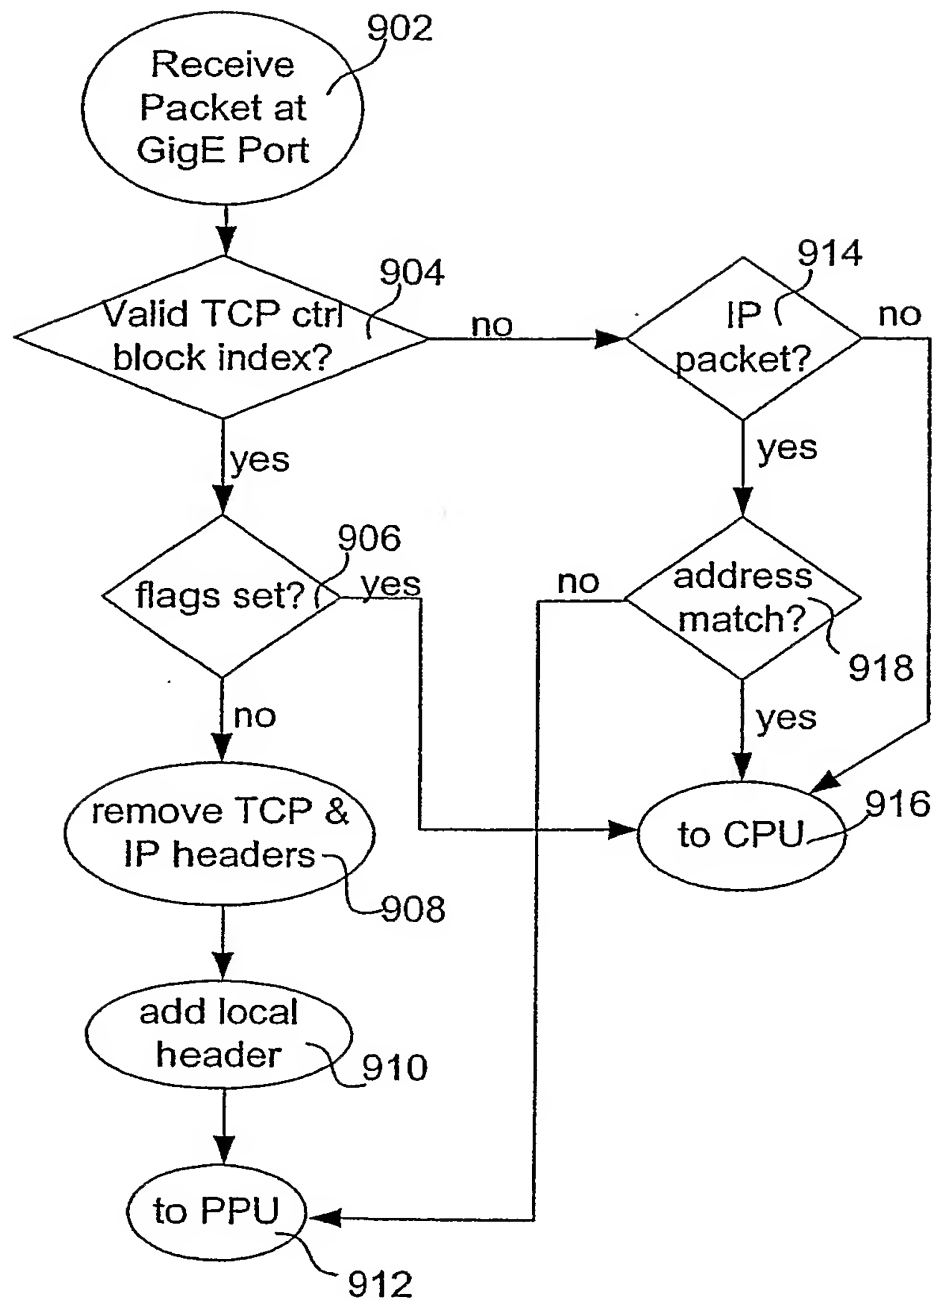 902
Receive
Packet at
GigE Port
904
Valid TCP ctrl
block index?
no
yes
914
IP
packet?
no
yes
906
flags set?
yes
no
address
match?
no
918
yes
remove TCP &
IP headers
908
to CPU
916
add local
header
910
to PPU
912